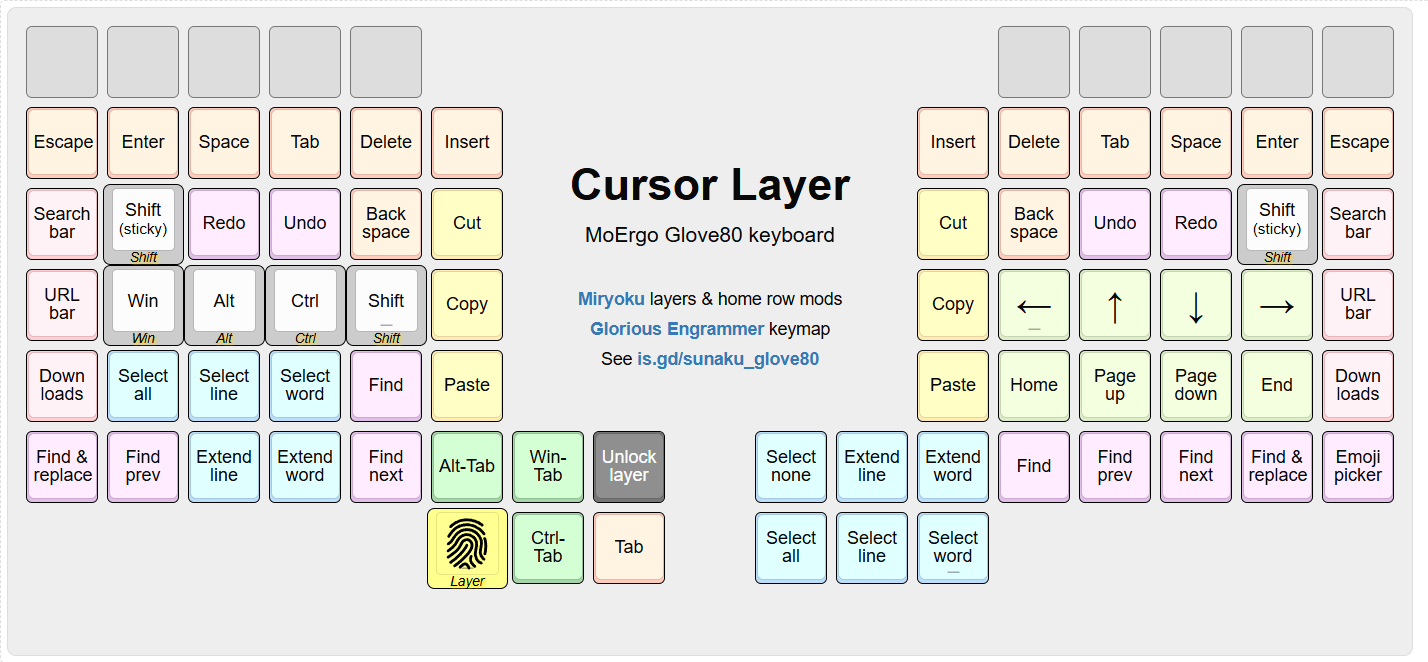 Escape Enter Space Tab Delete Insert Insert Delete Tab Space Enter Escape
Cursor Layer
Search
bar
Shift
(sticky)
Shift
Redo
Undo
Back
space
Cut
Cut
Back
space
Undo
Redo
Shift
(sticky)
Shift
Search
bar
MoErgo Glove80 keyboard
URL
bar
Win
Win
Alt
Alt
Ctrl
Ctrl
Shift
_
Shift
Copy
Miryoku layers & home row mods
Glorious Engrammer keymap
See is.gd/sunaku_glove80
Copy
←
_
↑
↓
→
URL
bar
Down
loads
Select
all
Select
line
Select
word
Find
Paste
Paste
Home
Page
up
Page
down
End
Down
loads
Find &
replace
Find
prev
Extend
line
Extend
word
Find
next
Alt-Tab
Win-
Tab
Unlock
layer
Select
none
Extend
line
Extend
word
Find
Find
prev
Find
next
Find &
replace
Emoji
picker
Layer
Ctrl-
Tab
Tab
Select
all
Select
line
Select
word
_